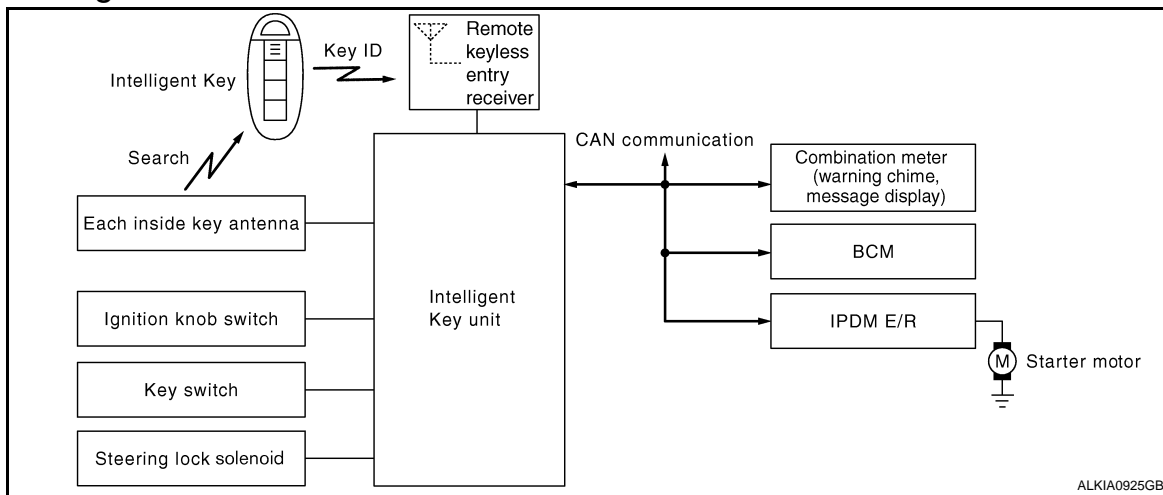 Remote
keyless
entry
receiver
Key ID
Intelligent Key
Search
Each inside key antenna
Ignition knob switch
Key switch
Steering lock solenoid
Intelligent
Key unit
CAN communication
Combination meter
(warning chime,
message display)
BCM
IPDM E/R
M
Starter motor
ALKIA0925GB